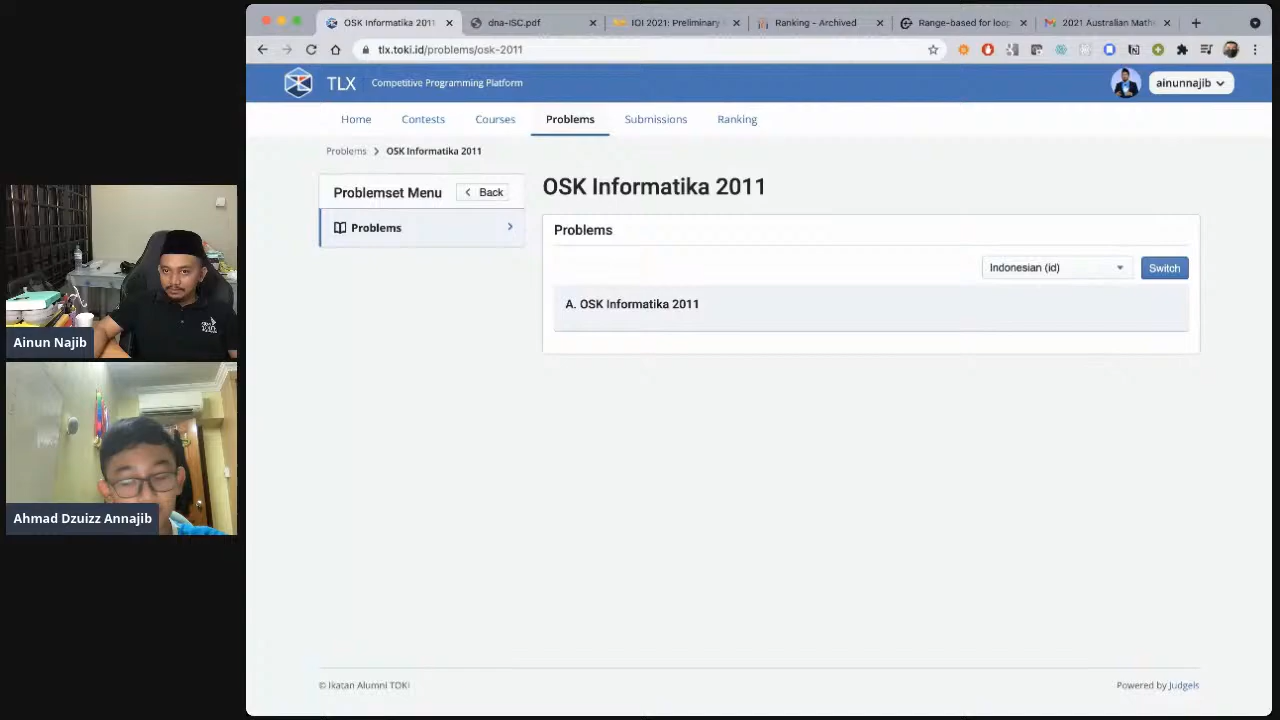 OSK Informatika 2011
dna-ISC.pdf
IOI 2021: Preliminary
Ranking - Archived
Range-based for loop
2021 Australian Math
tlx.toki.id/problems/osk-2011
TLX
Competitive Programming Platform
ainunnajib
Home
Contests
Courses
Problems
Submissions
Ranking
Problems > OSK Informatika 2011
Problemset Menu
Back
Problems
OSK Informatika 2011
Problems
Indonesian (id)
Switch
A. OSK Informatika 2011
Ainun Najib
Ahmad Dzuizz Annajib
© Ikatan Alumni TOKI
Powered by Judgels